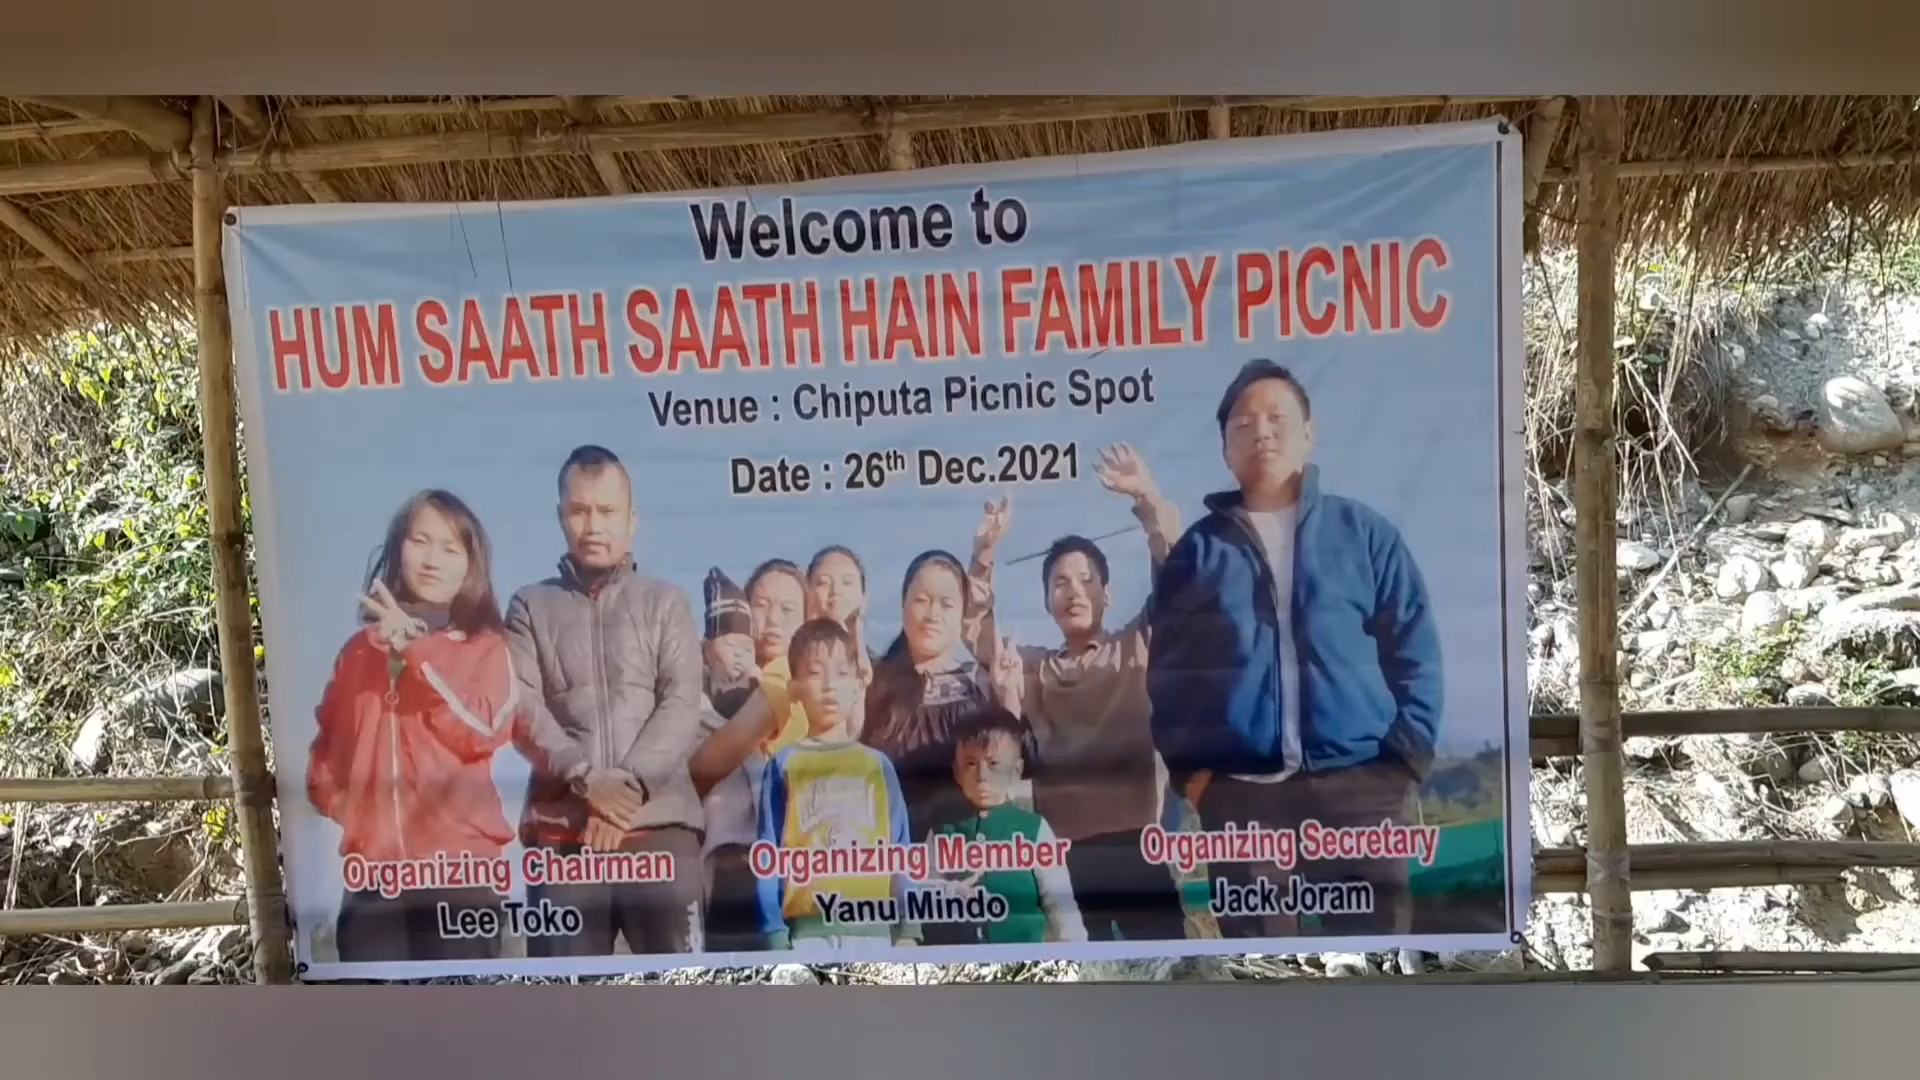 Welcome to
HUM SAATH SAATH HAIN FAMILY PICNIC
Venue : Chiputa Picnic Spot
Date : 26th Dec.2021
Organizing Chairman
Lee Toko
Organizing Member
Yanu Mindo
Organizing Secretary
Jack Joram